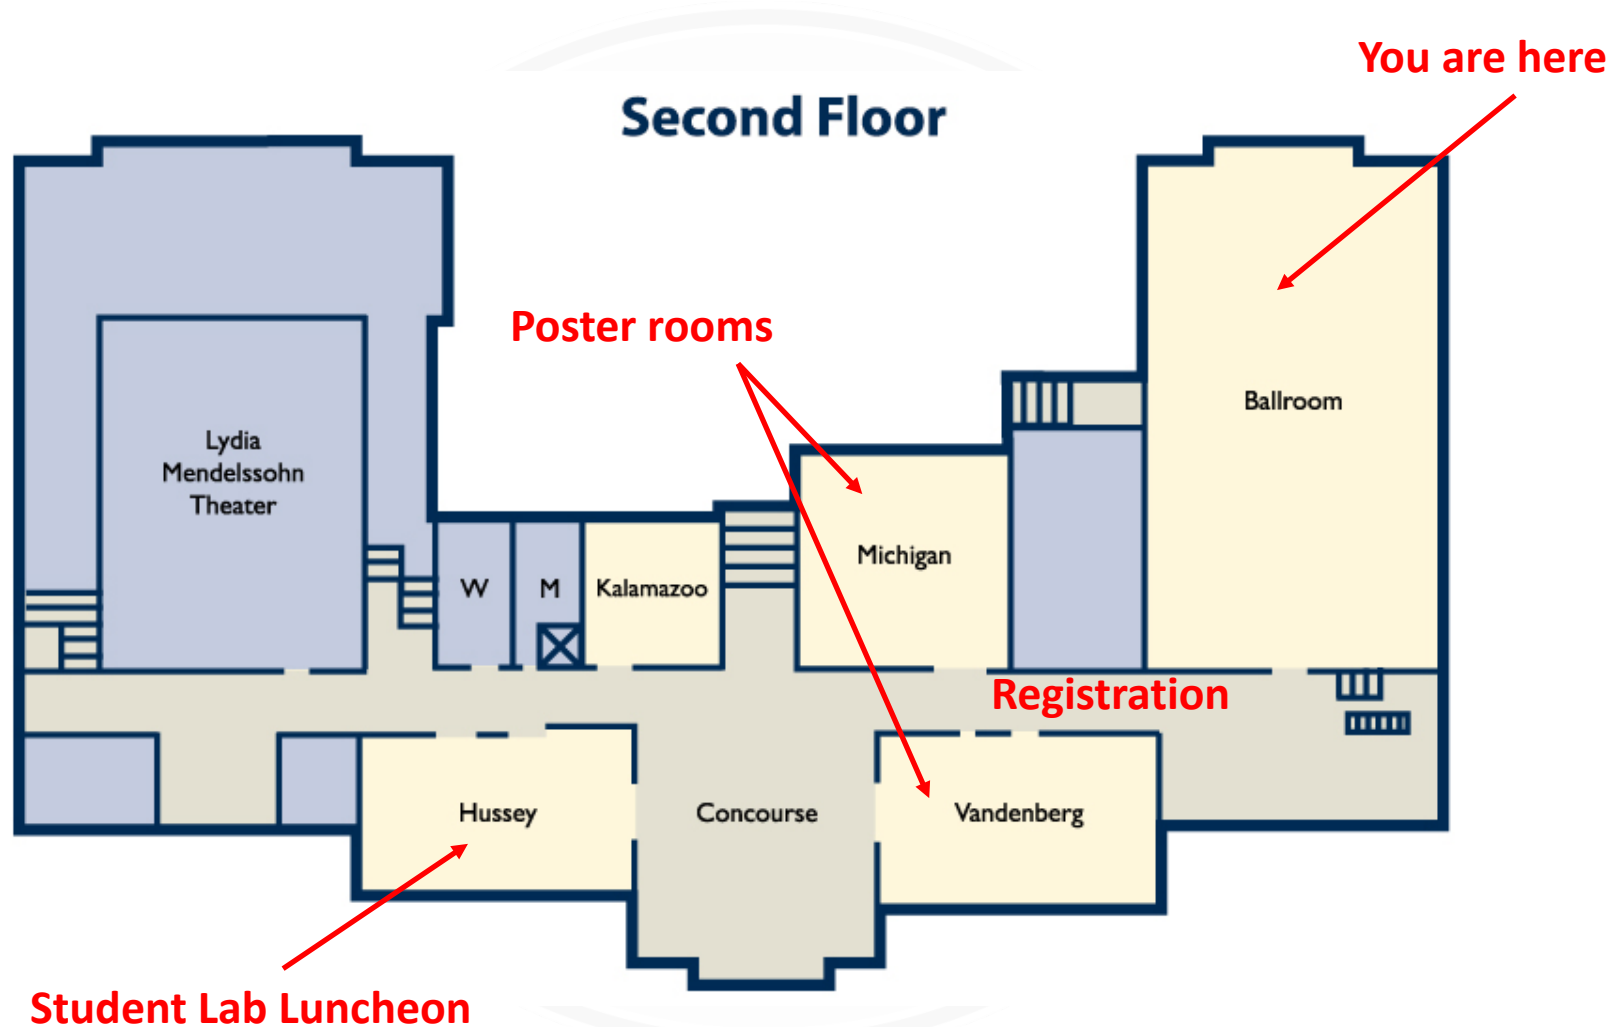 You are here
Second Floor
Poster rooms
Ballroom
Lydia
Mendelssohn
Theater
Michigan
W
M
Kalamazoo
Registration
Hussey
Concourse
Vandenberg
Student Lab Luncheon